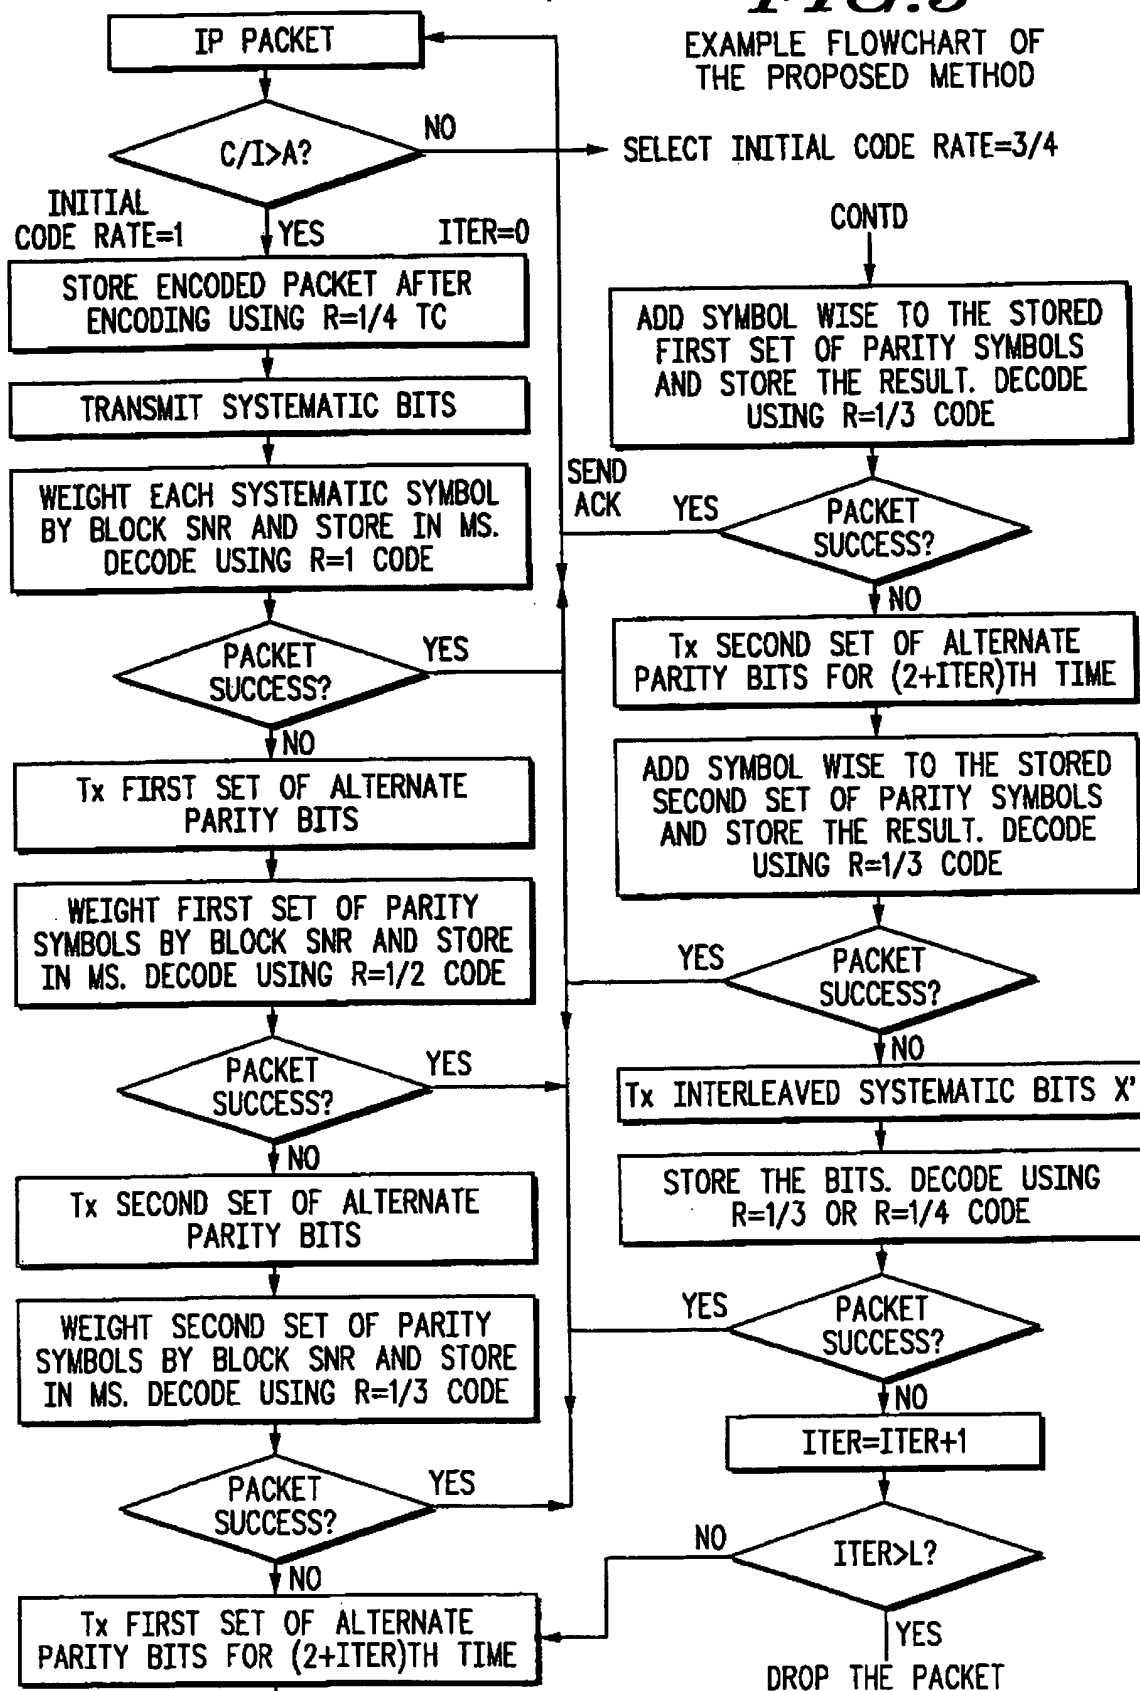 FIG.5
EXAMPLE FLOWCHART OF
THE PROPOSED METHOD
IP PACKET
C/I>A?
NO
SELECT INITIAL CODE RATE=3/4
INITIAL
CODE RATE=1
YES
ITER=0
STORE ENCODED PACKET AFTER
ENCODING USING R=1/4 TC
TRANSMIT SYSTEMATIC BITS
WEIGHT EACH SYSTEMATIC SYMBOL
BY BLOCK SNR AND STORE IN MS.
DECODE USING R=1 CODE
PACKET
SUCCESS?
YES
NO
Tx FIRST SET OF ALTERNATE
PARITY BITS
WEIGHT FIRST SET OF PARITY
SYMBOLS BY BLOCK SNR AND STORE
IN MS. DECODE USING R=1/2 CODE
PACKET
SUCCESS?
YES
NO
Tx SECOND SET OF ALTERNATE
PARITY BITS
WEIGHT SECOND SET OF PARITY
SYMBOLS BY BLOCK SNR AND STORE
IN MS. DECODE USING R=1/3 CODE
PACKET
SUCCESS?
YES
NO
Tx FIRST SET OF ALTERNATE
PARITY BITS FOR (2+ITER)TH TIME
CONTD
ADD SYMBOL WISE TO THE STORED
FIRST SET OF PARITY SYMBOLS
AND STORE THE RESULT. DECODE
USING R=1/3 CODE
SEND
ACK
YES
PACKET
SUCCESS?
NO
Tx SECOND SET OF ALTERNATE
PARITY BITS FOR (2+ITER)TH TIME
ADD SYMBOL WISE TO THE STORED
SECOND SET OF PARITY SYMBOLS
AND STORE THE RESULT. DECODE
USING R=1/3 CODE
YES
PACKET
SUCCESS?
NO
Tx INTERLEAVED SYSTEMATIC BITS X'
STORE THE BITS. DECODE USING
R=1/3 OR R=1/4 CODE
YES
PACKET
SUCCESS?
NO
ITER=ITER+1
NO
ITER>L?
YES
DROP THE PACKET